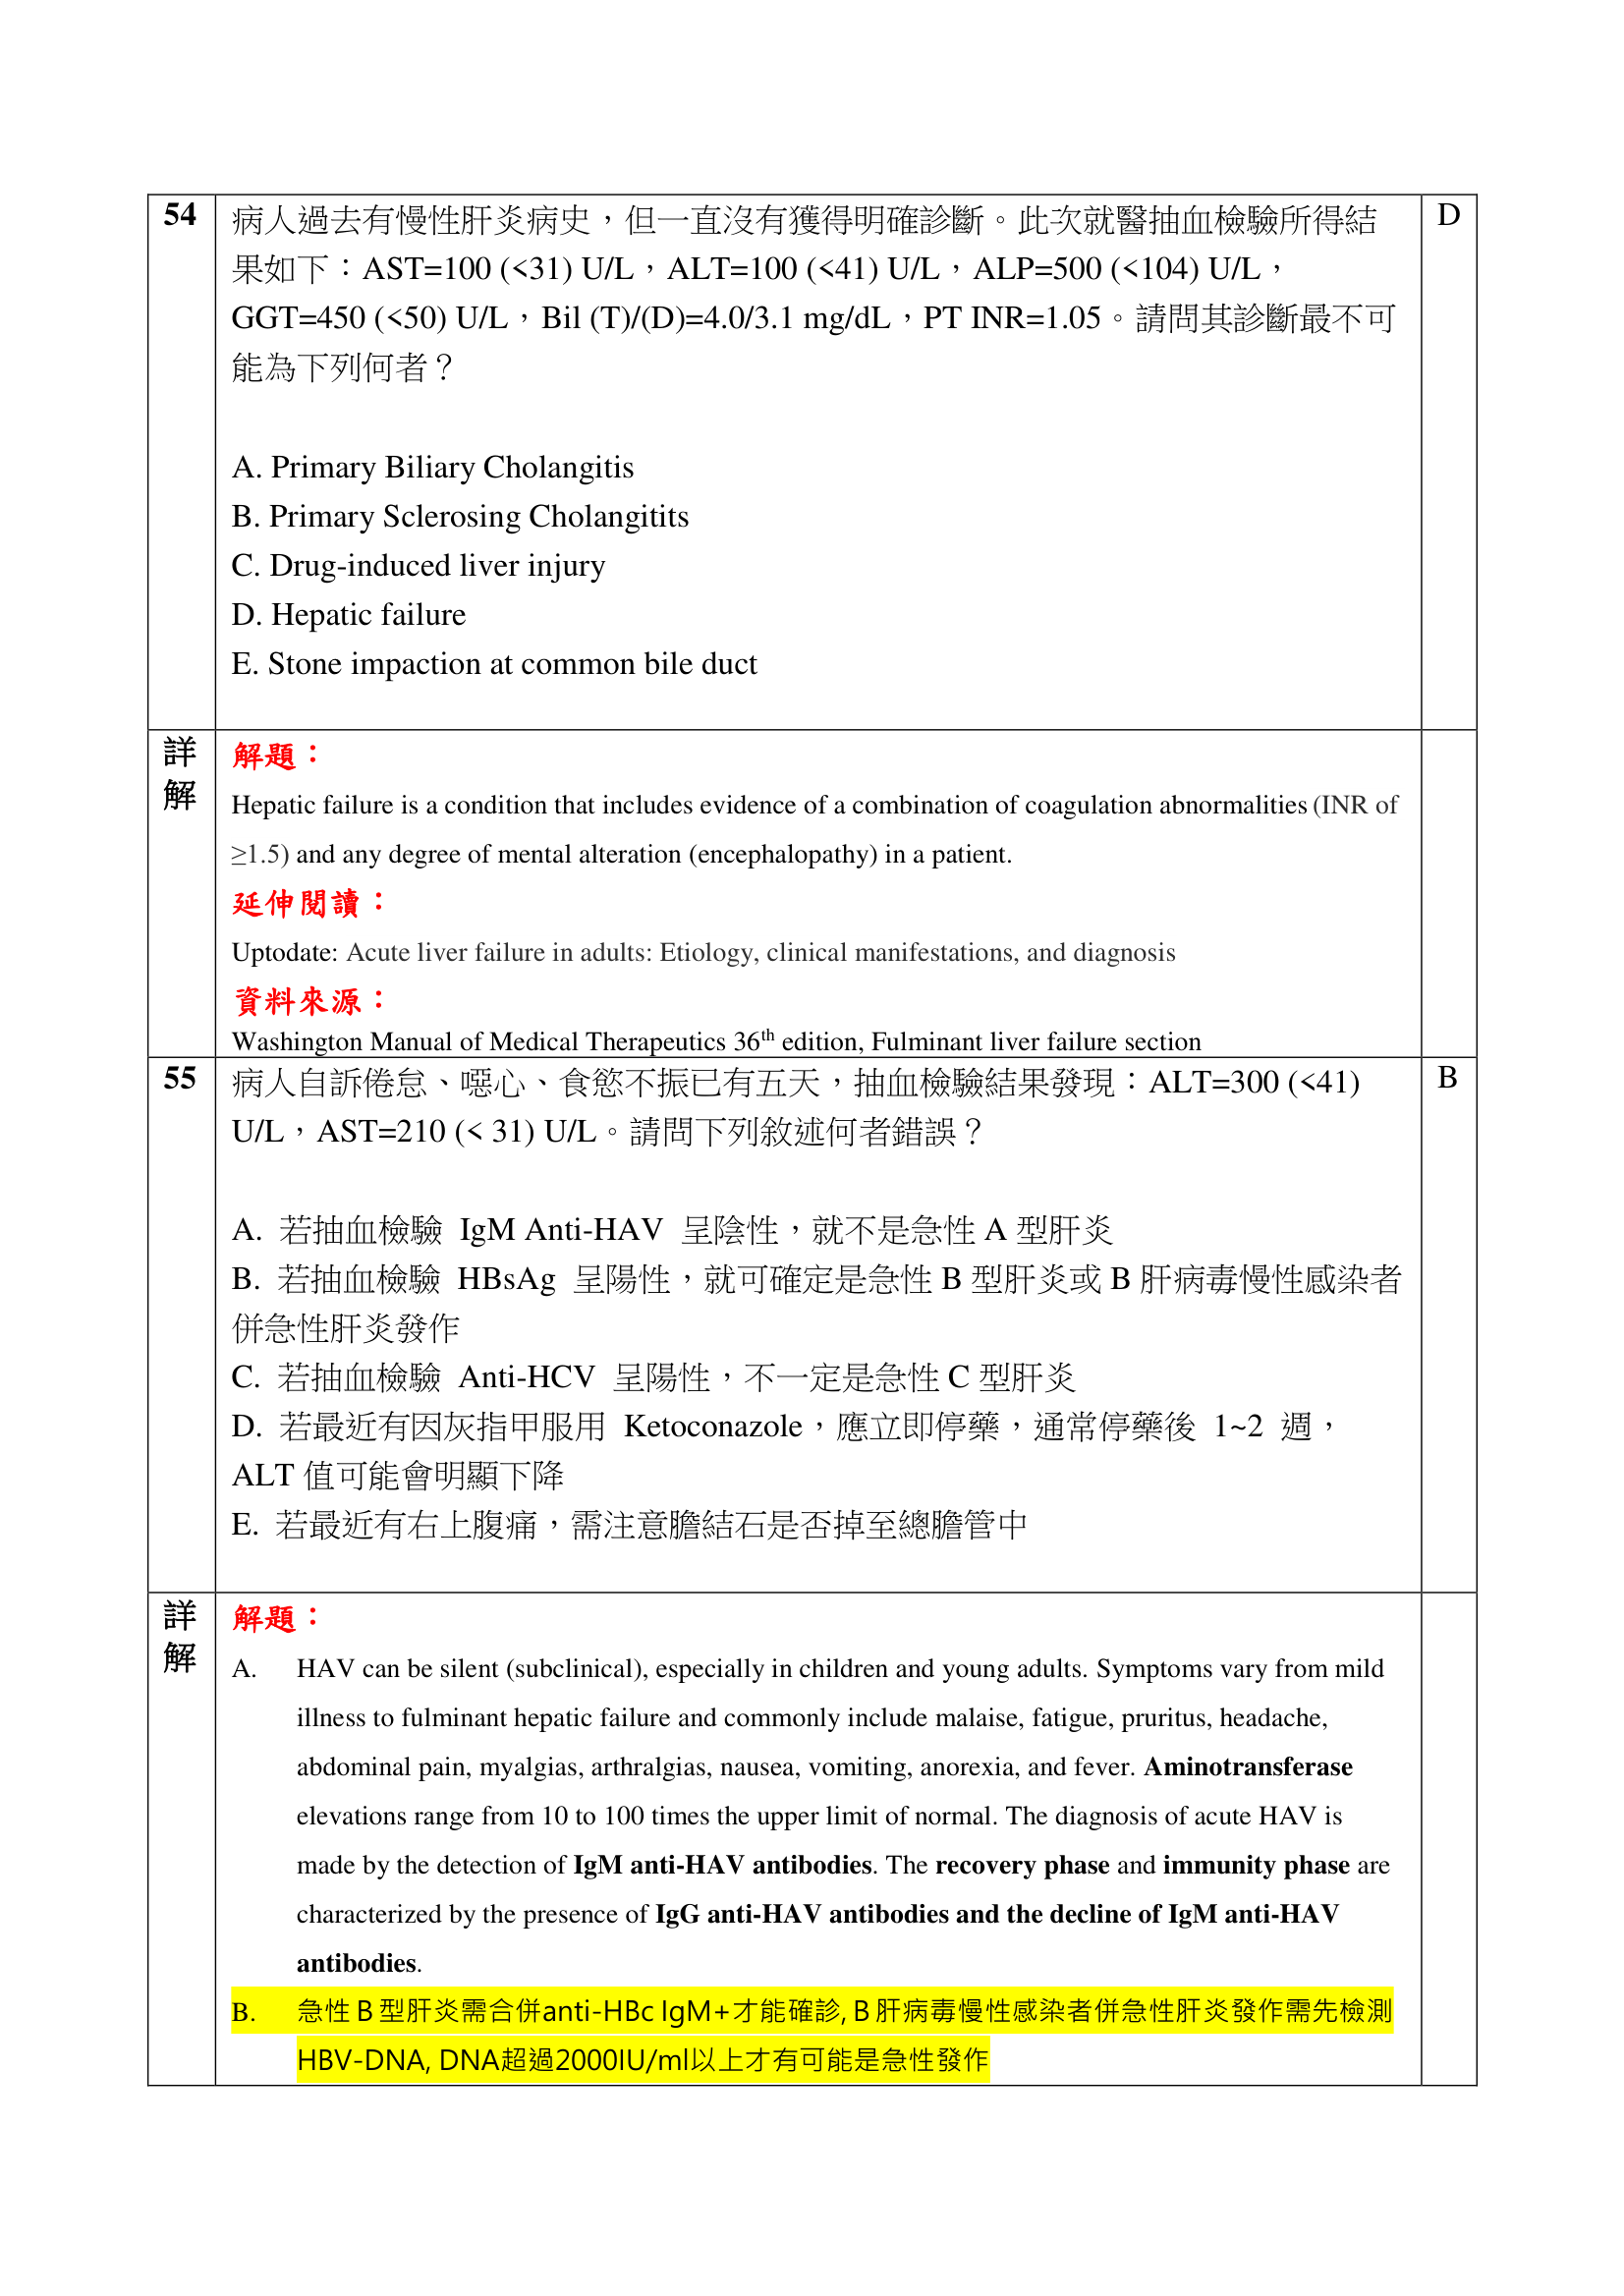 54
病人過去有慢性肝炎病史，但一直沒有獲得明確診斷。此次就醫抽血檢驗所得結
D
果如下：AST=100 (<31) U/L，ALT=100 (<41) U/L，ALP=500 (<104) U/L，
GGT=450 (<50) U/L，Bil (T)/(D)=4.0/3.1 mg/dL，PT INR=1.05。請問其診斷最不可
能為下列何者？
A. Primary Biliary Cholangitis
B. Primary Sclerosing Cholangitits
C. Drug-induced liver injury
D. Hepatic failure
E. Stone impaction at common bile duct
詳
解
解題：
Hepatic failure is a condition that includes evidence of a combination of coagulation abnormalities (INR of
≥1.5) and any degree of mental alteration (encephalopathy) in a patient.
延伸閱讀：
Uptodate: Acute liver failure in adults: Etiology, clinical manifestations, and diagnosis
資料來源：
Washington Manual of Medical Therapeutics 36th edition, Fulminant liver failure section
55
病人自訴倦怠、噁心、食慾不振已有五天，抽血檢驗結果發現：ALT=300 (<41)
B
U/L，AST=210 (< 31) U/L。請問下列敘述何者錯誤？
A. 若抽血檢驗 IgM Anti-HAV 呈陰性，就不是急性 A 型肝炎
B. 若抽血檢驗 HBsAg 呈陽性，就可確定是急性 B 型肝炎或 B 肝病毒慢性感染者
併急性肝炎發作
C. 若抽血檢驗 Anti-HCV 呈陽性，不一定是急性 C 型肝炎
D. 若最近有因灰指甲服用 Ketoconazole，應立即停藥，通常停藥後 1~2 週，
ALT 值可能會明顯下降
E. 若最近有右上腹痛，需注意膽結石是否掉至總膽管中
詳
解
解題：
A. HAV can be silent (subclinical), especially in children and young adults. Symptoms vary from mild
illness to fulminant hepatic failure and commonly include malaise, fatigue, pruritus, headache,
abdominal pain, myalgias, arthralgias, nausea, vomiting, anorexia, and fever. Aminotransferase
elevations range from 10 to 100 times the upper limit of normal. The diagnosis of acute HAV is
made by the detection of IgM anti-HAV antibodies. The recovery phase and immunity phase are
characterized by the presence of IgG anti-HAV antibodies and the decline of IgM anti-HAV
antibodies.
B. 急性 B 型肝炎需合併anti-HBc IgM+才能確診, B 肝病毒慢性感染者併急性肝炎發作需先檢測
HBV-DNA, DNA超過2000IU/ml以上才有可能是急性發作